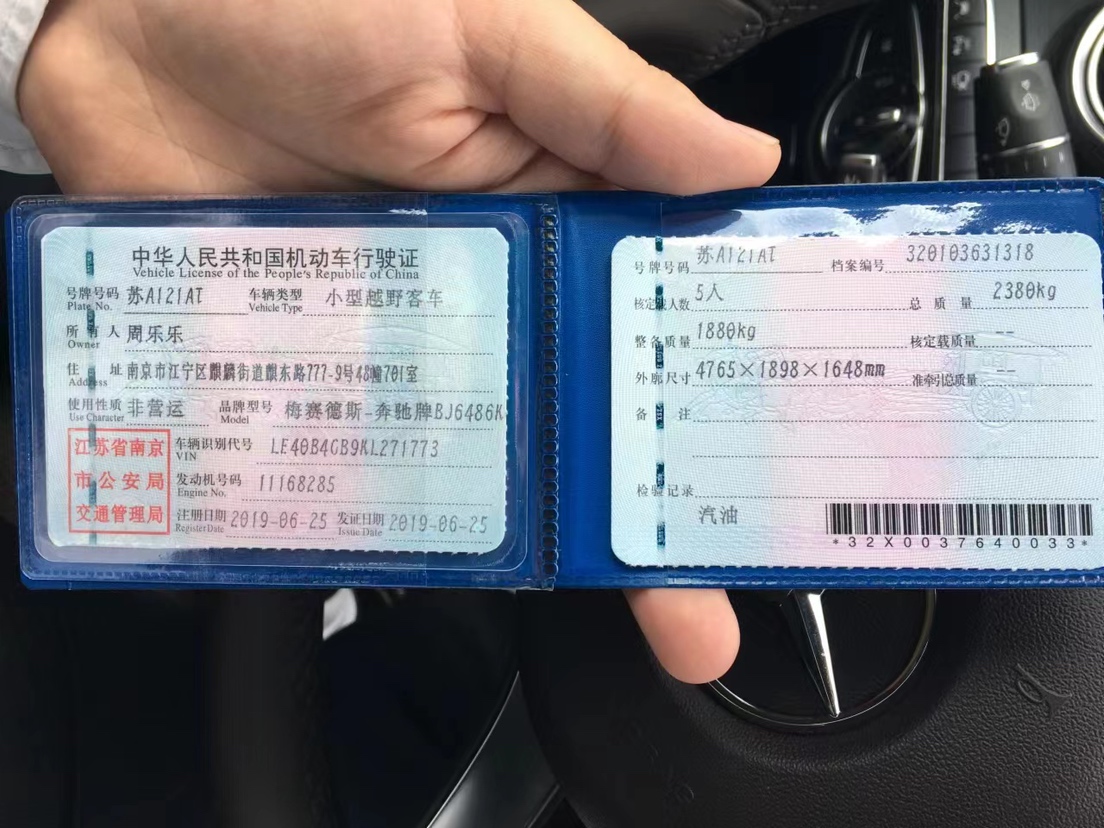 中华人民共和国机动车行驶证
Vehicle License of the People's Republic of China
号牌号码 苏A121AT 车辆类型 小型越野客车
Plate No. Vehicle Type
所有人 周乐乐
Owner
住址 南京市江宁区麒麟街道麒东路777-9号48幢701室
Address
使用性质 非营运 品牌型号 梅赛德斯-奔驰牌BJ6486K
Use Character Model
江苏省南京
市公安局
交通管理局
车辆识别代号 LE40B4GB9KL271773
VIN
发动机号码 11168285
Engine No.
注册日期 2019-06-25 发证日期 2019-06-25
Register Date Issue Date
号牌号码 苏A121AT 档案编号 320103631318
核定载人数 5人 总质量 2380kg
整备质量 1880kg 核定载质量 --
外廓尺寸 4765×1898×1648mm 准牵引总质量 --
备注
检验记录
汽油
*32X0037640033*